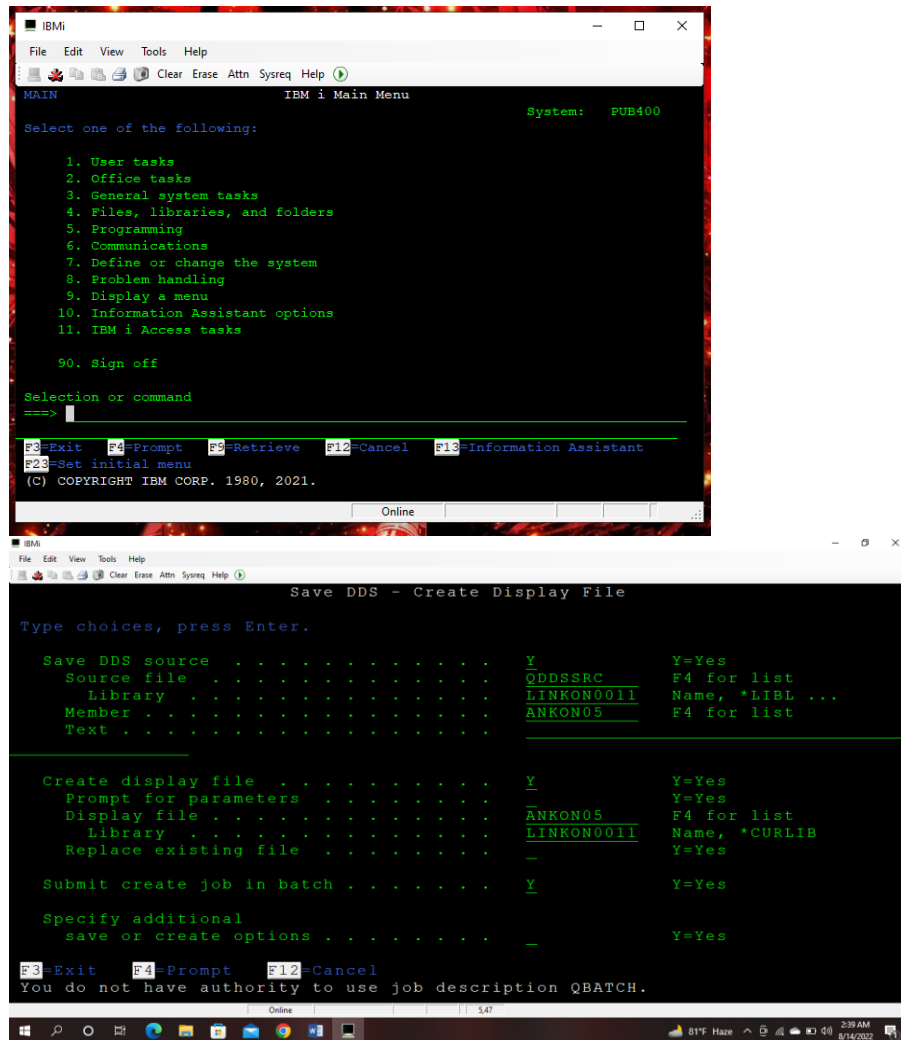 IBMi
File Edit View Tools Help
Clear Erase Attn Sysreq Help
MAIN IBM i Main Menu
System: PUB400
Select one of the following:
1. User tasks
2. Office tasks
3. General system tasks
4. Files, libraries, and folders
5. Programming
6. Communications
7. Define or change the system
8. Problem handling
9. Display a menu
10. Information Assistant options
11. IBM i Access tasks
90. Sign off
Selection or command
===>
F3=Exit F4=Prompt F9=Retrieve F12=Cancel F13=Information Assistant
F23=Set initial menu
(C) COPYRIGHT IBM CORP. 1980, 2021.
Online
IBMi
File Edit View Tools Help
Clear Erase Attn Sysreq Help
Save DDS - Create Display File
Type choices, press Enter.
Save DDS source . . . . . . . . . . . . . Y Y=Yes
Source file . . . . . . . . . . . . . QDDSSRC F4 for list
Library . . . . . . . . . . . . . . LINKON0011 Name, *LIBL ...
Member . . . . . . . . . . . . . . . . ANKON05 F4 for list
Text . . . . . . . . . . . . . . . . .
Create display file . . . . . . . . . . . Y Y=Yes
Prompt for parameters . . . . . . . . Y=Yes
Display file . . . . . . . . . . . . . ANKON05 F4 for list
Library . . . . . . . . . . . . . . LINKON0011 Name, *CURLIB
Replace existing file . . . . . . . . Y=Yes
Submit create job in batch . . . . . . . Y Y=Yes
Specify additional
save or create options . . . . . . . . Y=Yes
F3=Exit F4=Prompt F12=Cancel
You do not have authority to use job description QBATCH.
Online 5,47
81°F Haze 2:39 AM
8/14/2022